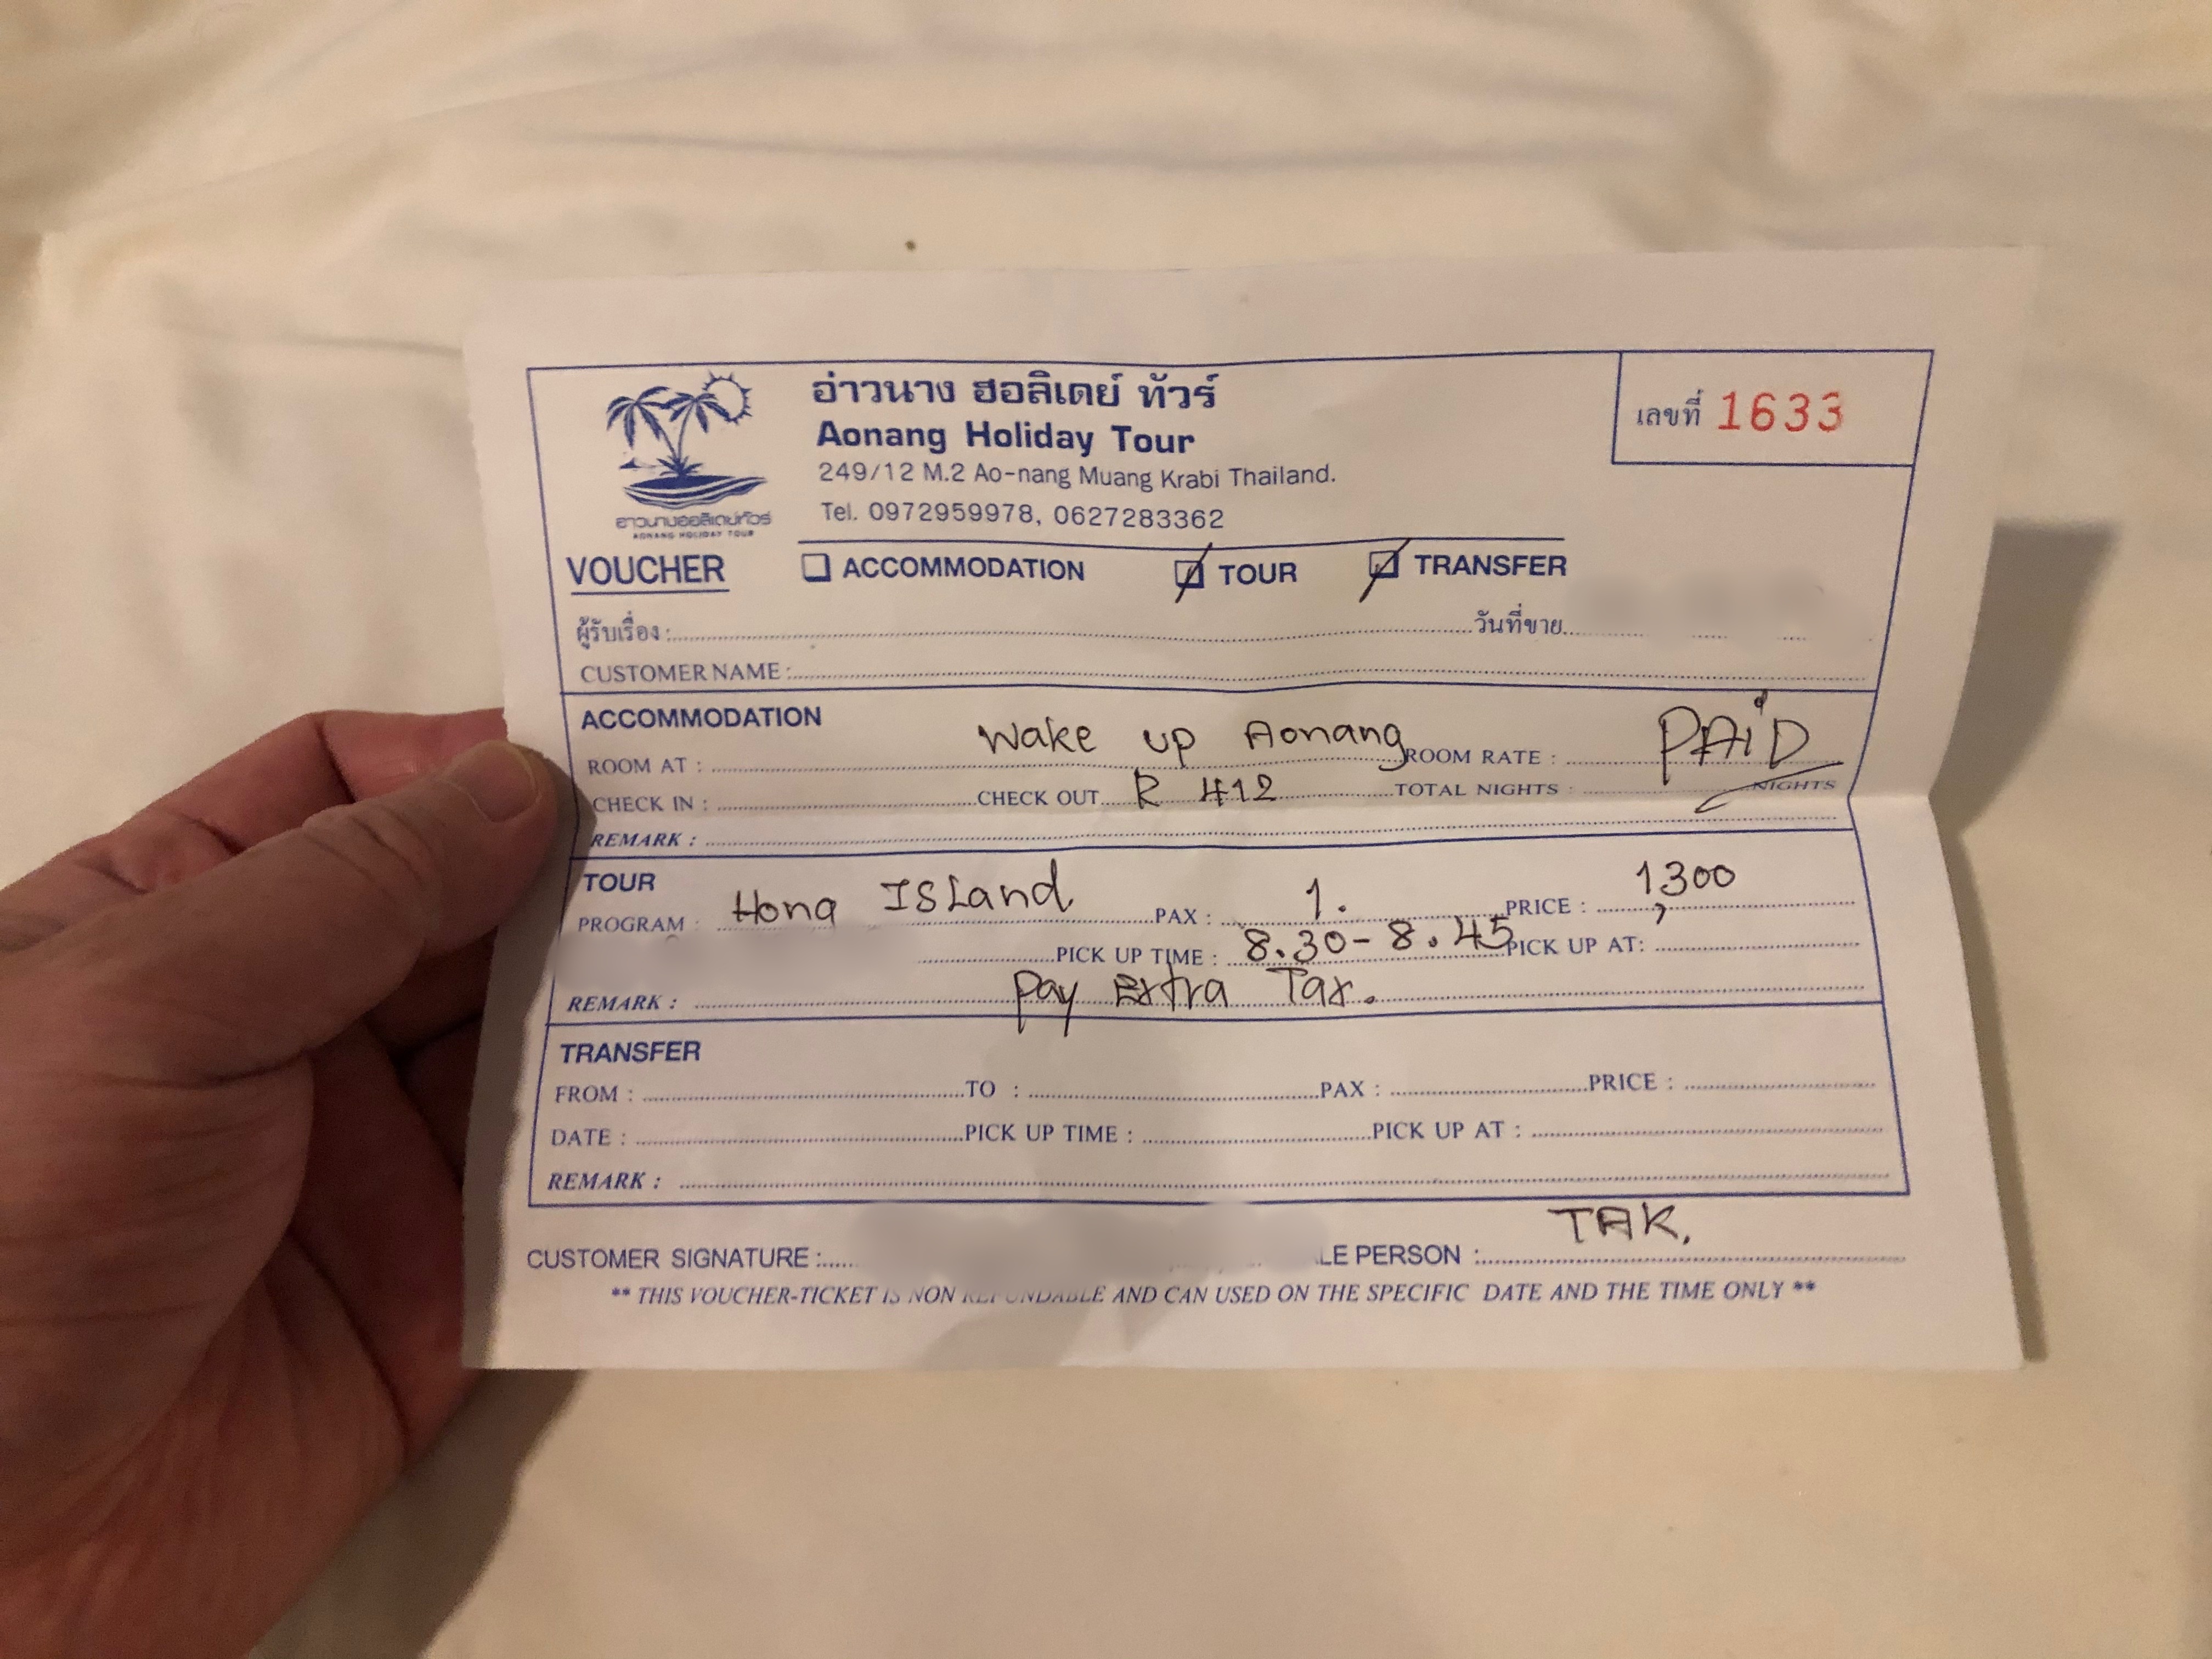 อ่าวนาง ฮอลิเดย์ ทัวร์
Aonang Holiday Tour
249/12 M.2 Ao-nang Muang Krabi Thailand.
Tel. 0972959978, 0627283362
เลขที่ 1633
AONANG HOLIDAY TOUR
VOUCHER ACCOMMODATION TOUR TRANSFER
ผู้รับเรื่อง : วันที่ขาย
CUSTOMER NAME :
ACCOMMODATION
ROOM AT : Wake up Aonang ROOM RATE : PAiD
CHECK IN : CHECK OUT R 412 TOTAL NIGHTS : NIGHTS
REMARK :
TOUR
PROGRAM : Hong ISLand PAX : 1. PRICE : 1,300
PICK UP TIME : 8.30-8.45 PICK UP AT:
REMARK : Pay Extra Tax.
TRANSFER
FROM : TO : PAX : PRICE :
DATE : PICK UP TIME : PICK UP AT :
REMARK :
CUSTOMER SIGNATURE : LE PERSON : TAK.
** THIS VOUCHER-TICKET IS NON REFUNDABLE AND CAN USED ON THE SPECIFIC DATE AND THE TIME ONLY **